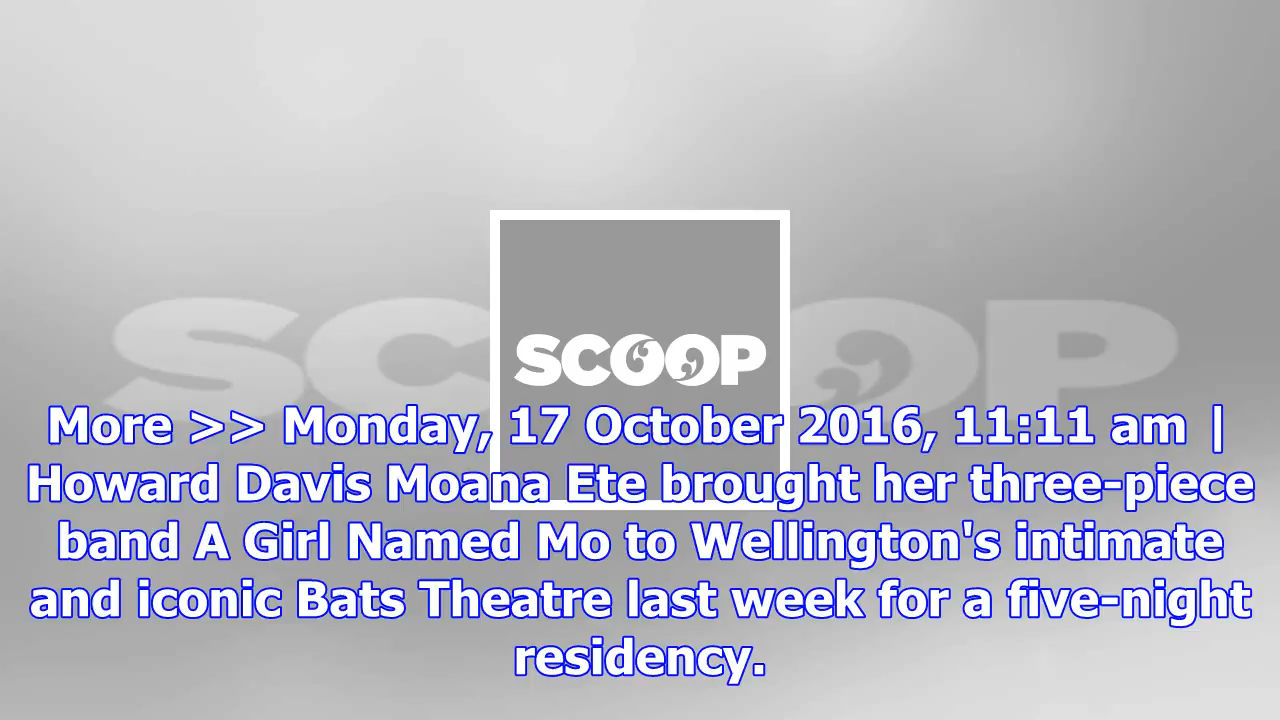 SCOOP
SCOOP
More >> Monday, 17 October 2016, 11:11 am |
Howard Davis Moana Ete brought her three-piece
band A Girl Named Mo to Wellington's intimate
and iconic Bats Theatre last week for a five-night
residency.